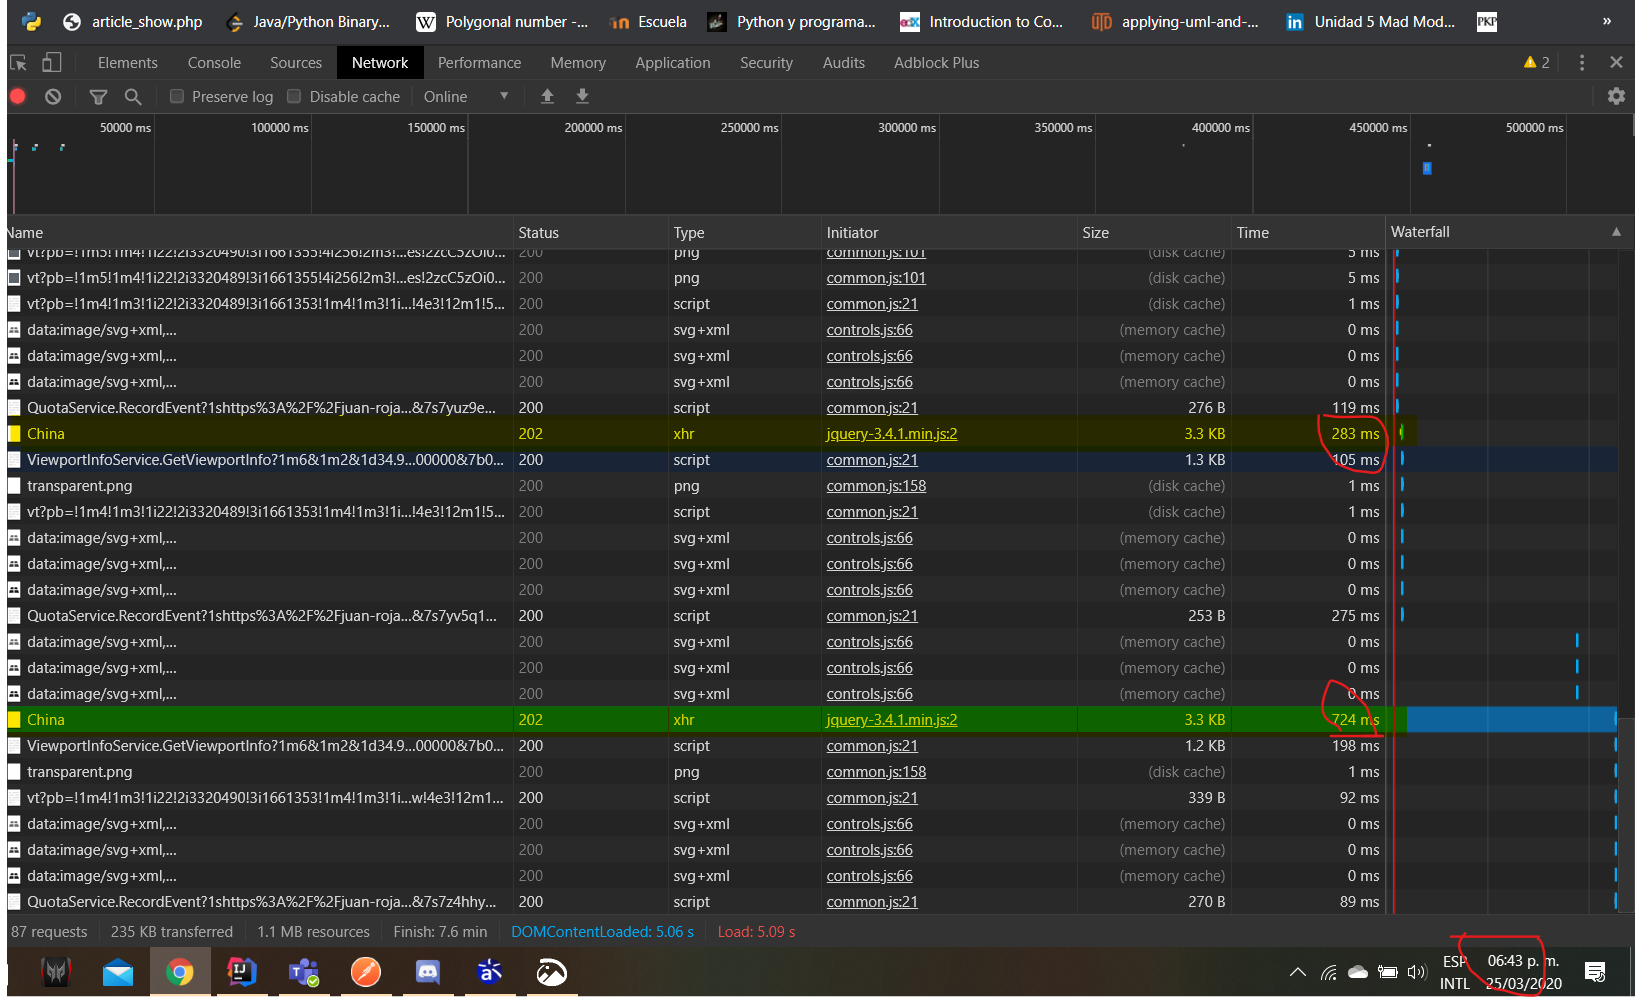 article_show.php Java/Python Binary... Polygonal number -... Escuela Python y programa... Introduction to Co... applying-uml-and-... Unidad 5 Mad Mod... PKP »
Elements Console Sources Network Performance Memory Application Security Audits Adblock Plus 2
Preserve log Disable cache Online
50000 ms 100000 ms 150000 ms 200000 ms 250000 ms 300000 ms 350000 ms 400000 ms 450000 ms 500000 ms
Name Status Type Initiator Size Time Waterfall
vt?pb=!1m5!1m4!1i22!2i3320490!3i1661355!4i256!2m3!...es!2zcC5zOi0... 200 png common.js:101 (disk cache) 5 ms
vt?pb=!1m5!1m4!1i22!2i3320489!3i1661355!4i256!2m3!...es!2zcC5zOi0... 200 png common.js:101 (disk cache) 5 ms
vt?pb=!1m4!1m3!1i22!2i3320489!3i1661353!1m4!1m3!1i...!4e3!12m1!5... 200 script common.js:21 (disk cache) 1 ms
data:image/svg+xml,... 200 svg+xml controls.js:66 (memory cache) 0 ms
data:image/svg+xml,... 200 svg+xml controls.js:66 (memory cache) 0 ms
data:image/svg+xml,... 200 svg+xml controls.js:66 (memory cache) 0 ms
QuotaService.RecordEvent?1shttps%3A%2F%2Fjuan-roja...&7s7yuz9e... 200 script common.js:21 276 B 119 ms
China 202 xhr jquery-3.4.1.min.js:2 3.3 KB 283 ms
ViewportInfoService.GetViewportInfo?1m6&1m2&1d34.9...00000&7b0... 200 script common.js:21 1.3 KB 105 ms
transparent.png 200 png common.js:158 (disk cache) 1 ms
vt?pb=!1m4!1m3!1i22!2i3320489!3i1661353!1m4!1m3!1i...!4e3!12m1!5... 200 script common.js:21 (disk cache) 1 ms
data:image/svg+xml,... 200 svg+xml controls.js:66 (memory cache) 0 ms
data:image/svg+xml,... 200 svg+xml controls.js:66 (memory cache) 0 ms
data:image/svg+xml,... 200 svg+xml controls.js:66 (memory cache) 0 ms
QuotaService.RecordEvent?1shttps%3A%2F%2Fjuan-roja...&7s7yv5q1... 200 script common.js:21 253 B 275 ms
data:image/svg+xml,... 200 svg+xml controls.js:66 (memory cache) 0 ms
data:image/svg+xml,... 200 svg+xml controls.js:66 (memory cache) 0 ms
data:image/svg+xml,... 200 svg+xml controls.js:66 (memory cache) 0 ms
China 202 xhr jquery-3.4.1.min.js:2 3.3 KB 724 ms
ViewportInfoService.GetViewportInfo?1m6&1m2&1d34.9...00000&7b0... 200 script common.js:21 1.2 KB 198 ms
transparent.png 200 png common.js:158 (disk cache) 1 ms
vt?pb=!1m4!1m3!1i22!2i3320490!3i1661353!1m4!1m3!1i...w!4e3!12m1... 200 script common.js:21 339 B 92 ms
data:image/svg+xml,... 200 svg+xml controls.js:66 (memory cache) 0 ms
data:image/svg+xml,... 200 svg+xml controls.js:66 (memory cache) 0 ms
data:image/svg+xml,... 200 svg+xml controls.js:66 (memory cache) 0 ms
QuotaService.RecordEvent?1shttps%3A%2F%2Fjuan-roja...&7s7z4hhy... 200 script common.js:21 270 B 89 ms
87 requests 235 KB transferred 1.1 MB resources Finish: 7.6 min DOMContentLoaded: 5.06 s Load: 5.09 s
ESP 06:43 p. m.
INTL 25/03/2020